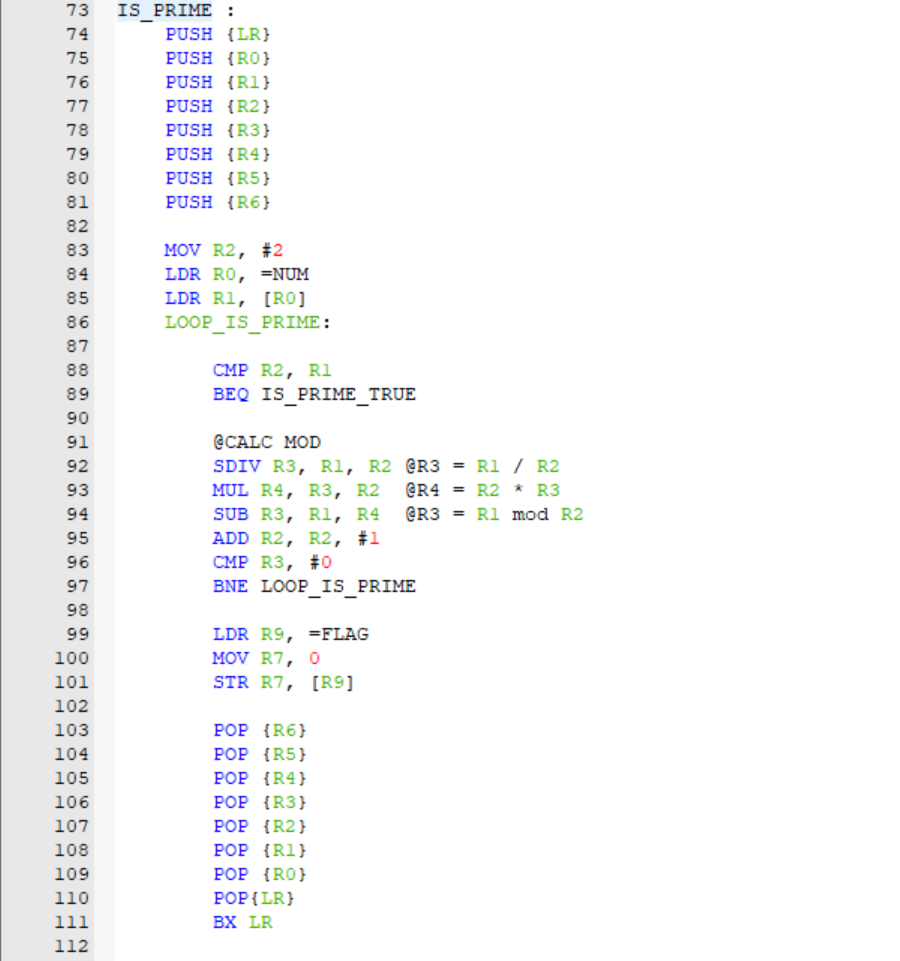 73 IS_PRIME :
74 PUSH {LR}
75 PUSH {R0}
76 PUSH {R1}
77 PUSH {R2}
78 PUSH {R3}
79 PUSH {R4}
80 PUSH {R5}
81 PUSH {R6}
82
83 MOV R2, #2
84 LDR R0, =NUM
85 LDR R1, [R0]
86 LOOP_IS_PRIME:
87
88 CMP R2, R1
89 BEQ IS_PRIME_TRUE
90
91 @CALC MOD
92 SDIV R3, R1, R2 @R3 = R1 / R2
93 MUL R4, R3, R2 @R4 = R2 * R3
94 SUB R3, R1, R4 @R3 = R1 mod R2
95 ADD R2, R2, #1
96 CMP R3, #0
97 BNE LOOP_IS_PRIME
98
99 LDR R9, =FLAG
100 MOV R7, 0
101 STR R7, [R9]
102
103 POP {R6}
104 POP {R5}
105 POP {R4}
106 POP {R3}
107 POP {R2}
108 POP {R1}
109 POP {R0}
110 POP{LR}
111 BX LR
112